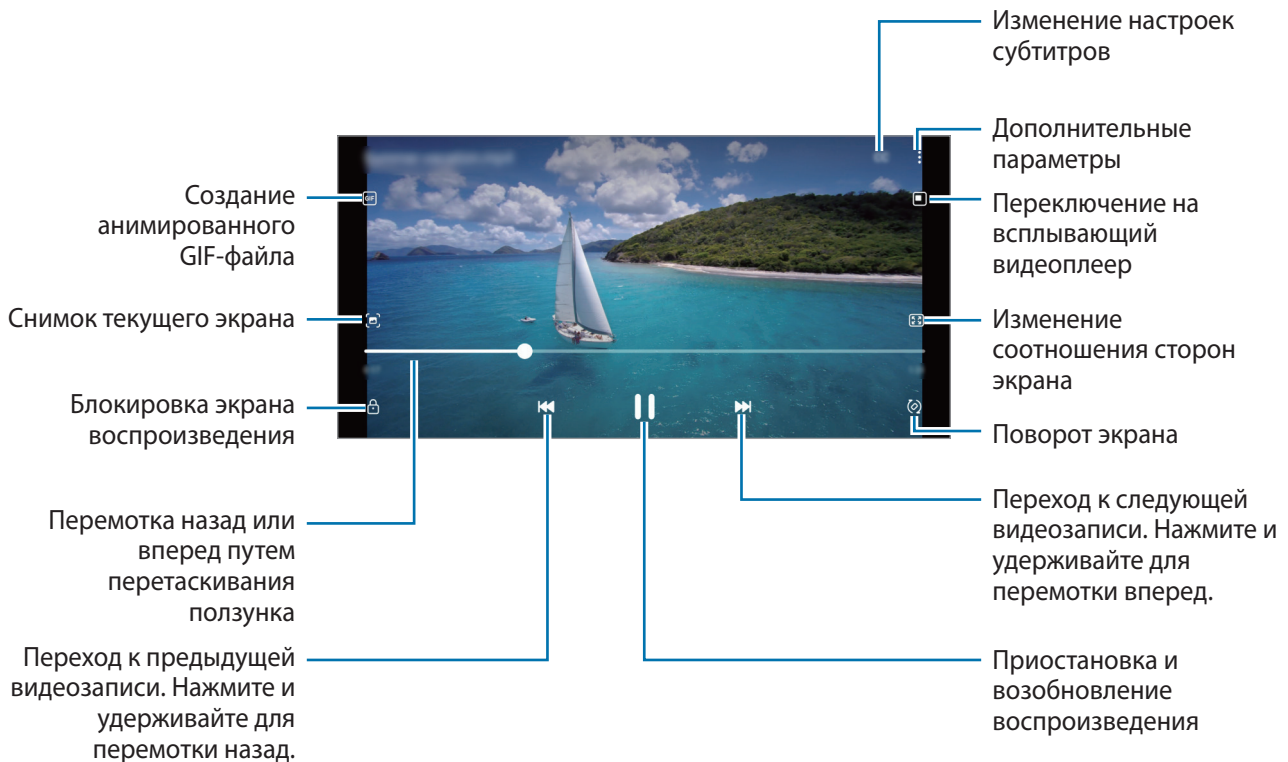 Изменение настроек
субтитров
Дополнительные
параметры
Создание
анимированного
GIF-файла
GIF
Переключение на
всплывающий
видеоплеер
Снимок текущего экрана
Изменение
соотношения сторон
экрана
Блокировка экрана
воспроизведения
Поворот экрана
Перемотка назад или
вперед путем
перетаскивания
ползунка
Переход к следующей
видеозаписи. Нажмите и
удерживайте для
перемотки вперед.
Переход к предыдущей
видеозаписи. Нажмите и
удерживайте для
перемотки назад.
Приостановка и
возобновление
воспроизведения